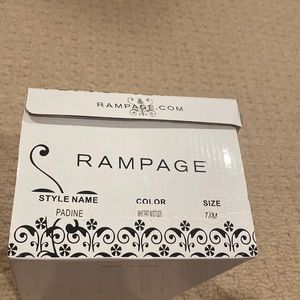 RAMPAGE.COM
RAMPAGE
STYLE NAME COLOR SIZE
PADINE